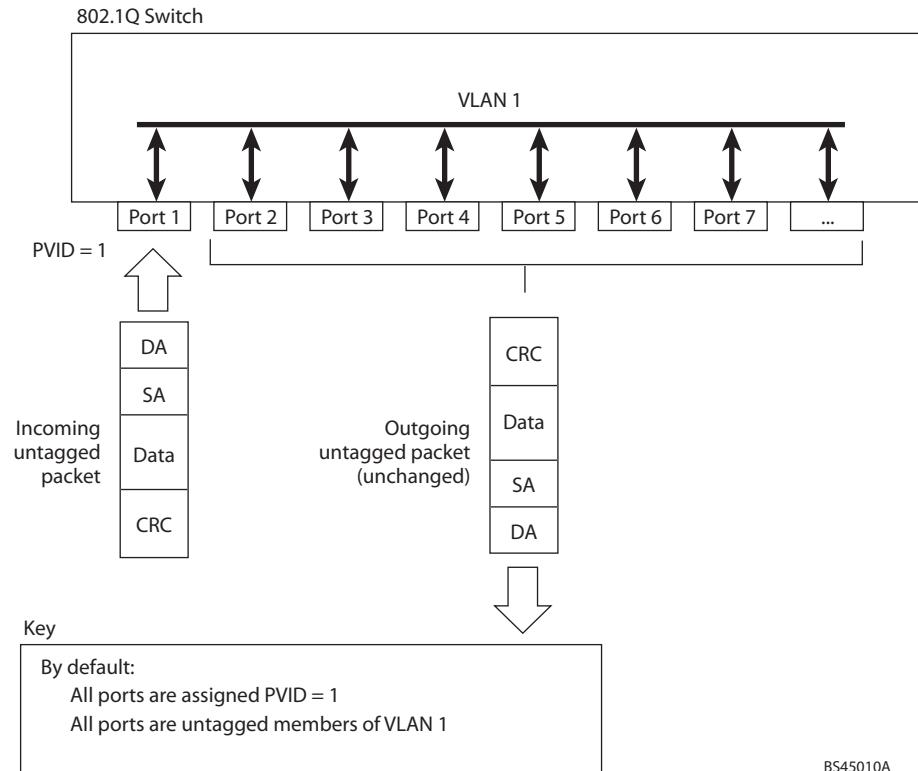 802.1Q Switch
VLAN 1
Port 1
Port 2
Port 3
Port 4
Port 5
Port 6
Port 7
...
PVID = 1
DA
SA
Data
CRC
Incoming
untagged
packet
CRC
Data
SA
DA
Outgoing
untagged packet
(unchanged)
Key
By default:
All ports are assigned PVID = 1
All ports are untagged members of VLAN 1
BS45010A